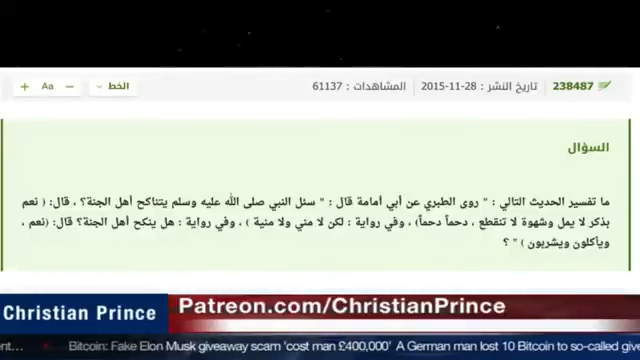 238487 تاريخ النشر : 28-11-2015 المشاهدات : 61137 الخط − Aa +
السؤال
ما تفسير الحديث التالي : " روى الطبري عن أبي أمامة قال : " سئل النبي صلى الله عليه وسلم يتناكح أهل الجنة؟ ، قال: ( نعم
بذكر لا يمل وشهوة لا تنقطع ، دحماً دحماً) ، وفي رواية : لكن لا مني ولا منية ) ، وفي رواية : هل ينكح أهل الجنة؟ قال: (نعم ،
ويأكلون ويشربون ) " ؟
Christian Prince
Patreon.com/ChristianPrince
Bitcoin: Fake Elon Musk giveaway scam 'cost man £400,000' A German man lost 10 Bitcoin to so-called